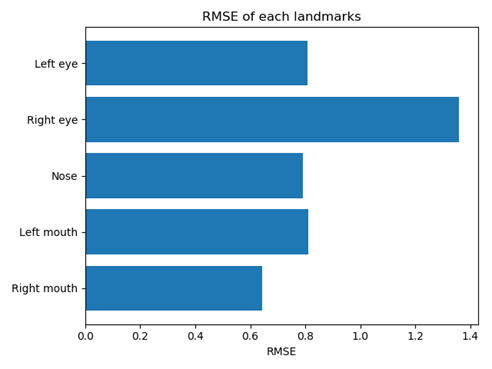 RMSE of each landmarks
Left eye
Right eye
Nose
Left mouth
Right mouth
0.0 0.2 0.4 0.6 0.8 1.0 1.2 1.4
RMSE